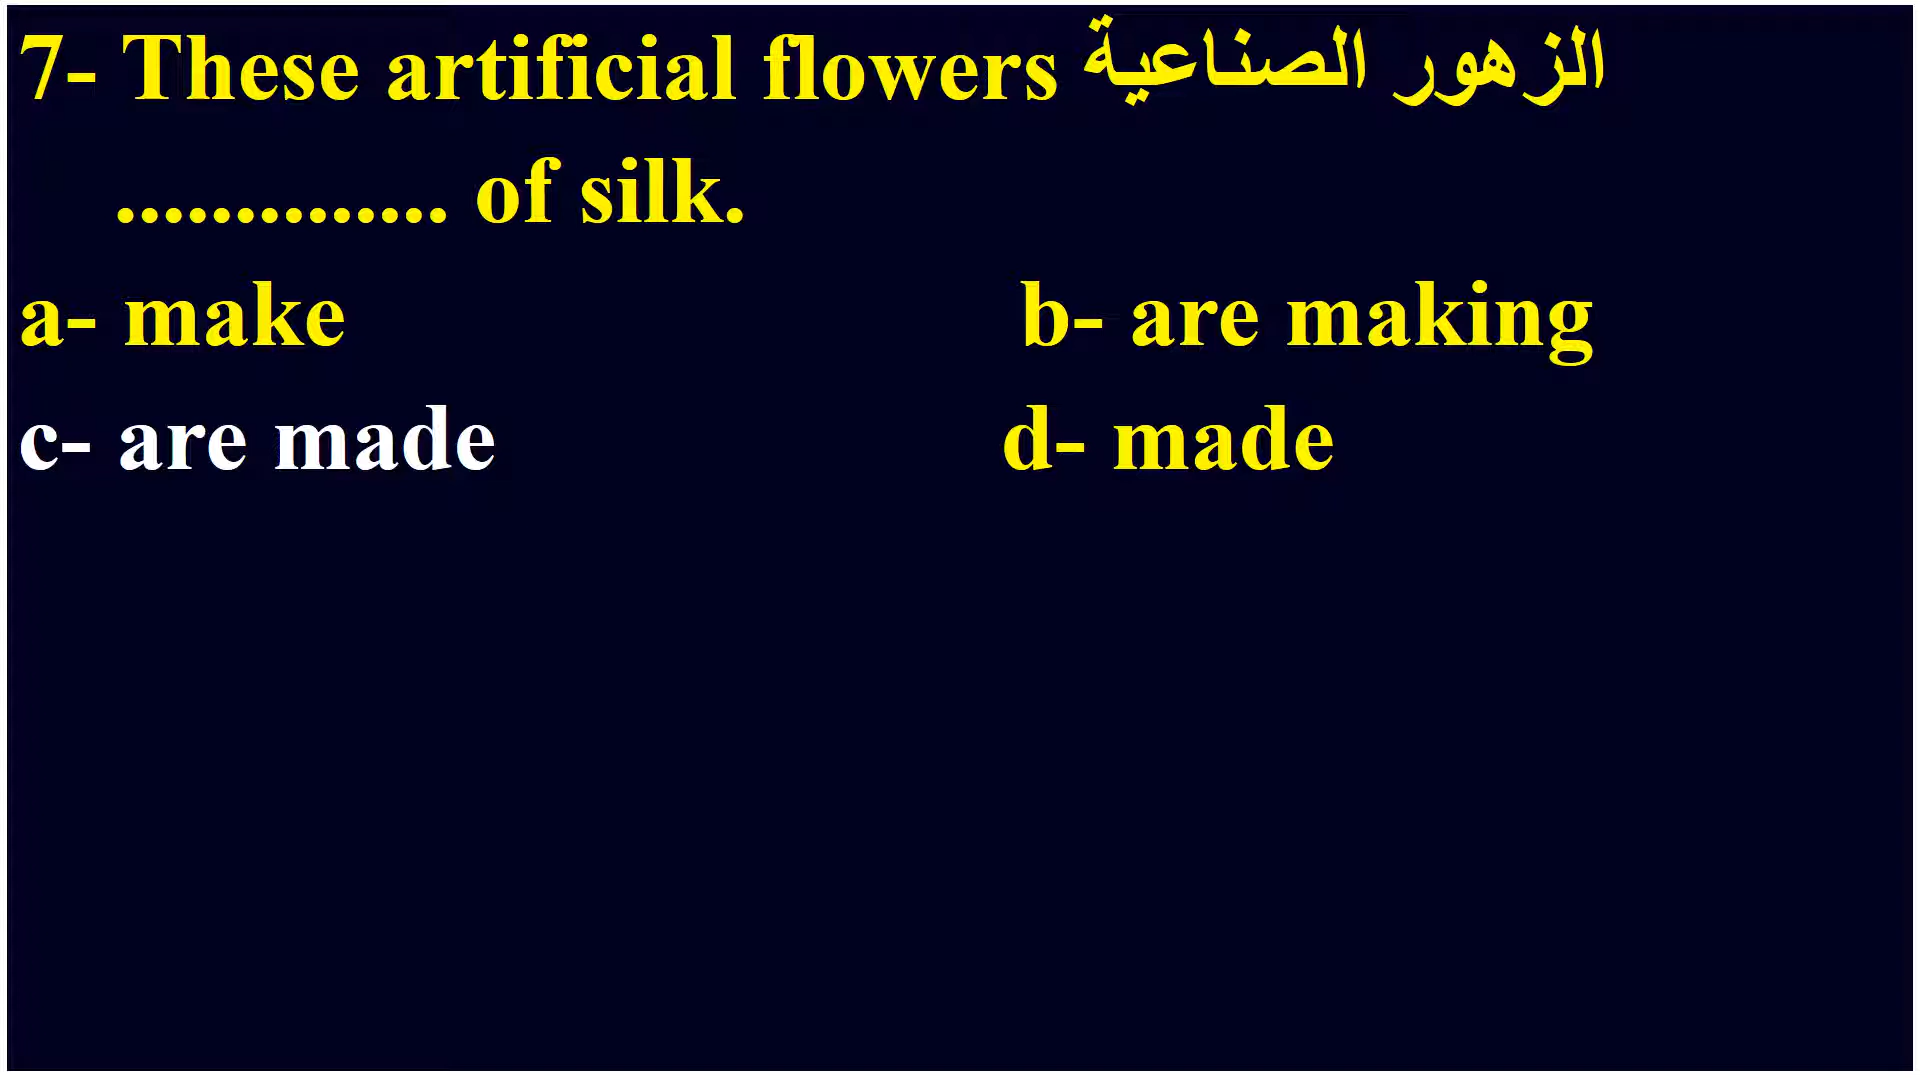 7- These artificial flowers الزهور الصناعية
.............. of silk.
a- make b- are making
c- are made d- made